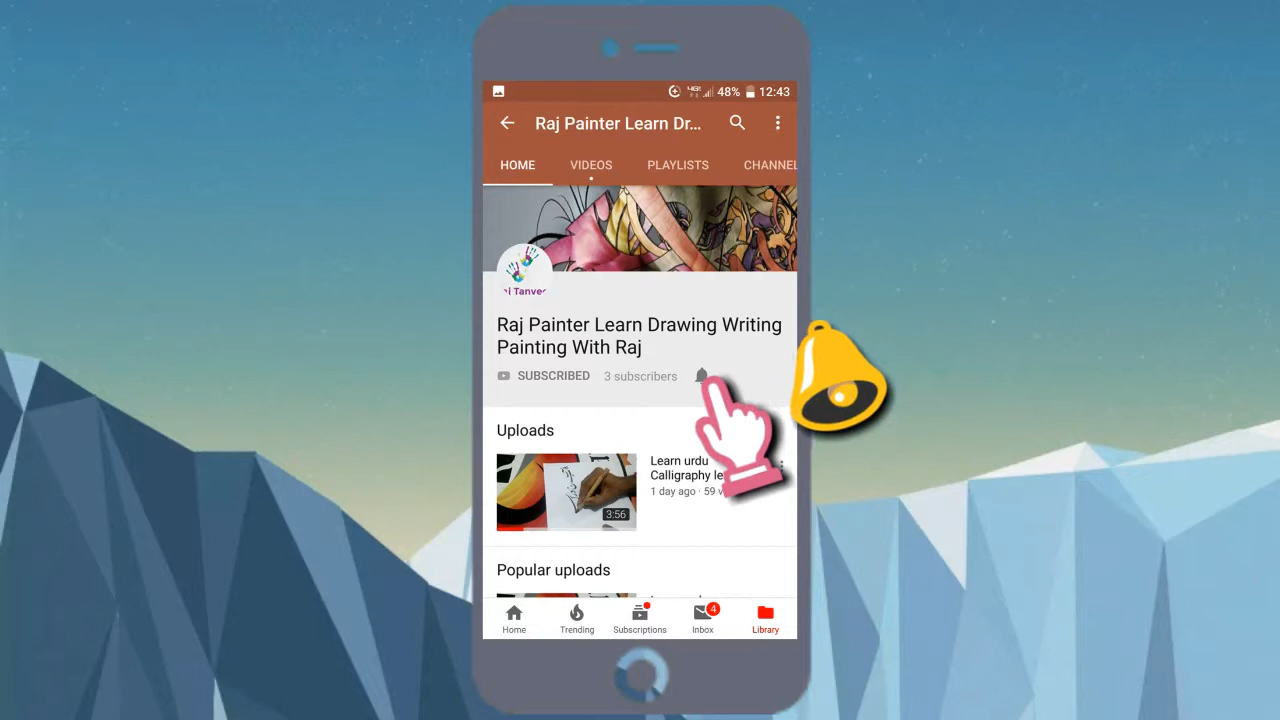 48% 12:43
Raj Painter Learn Dr...
HOME VIDEOS PLAYLISTS CHANNEL
Raj Painter Learn Drawing Writing
Painting With Raj
SUBSCRIBED 3 subscribers
Uploads
Learn urdu
Calligraphy le
1 day ago · 59 v
3:56
Popular uploads
4
Home Trending Subscriptions Inbox Library